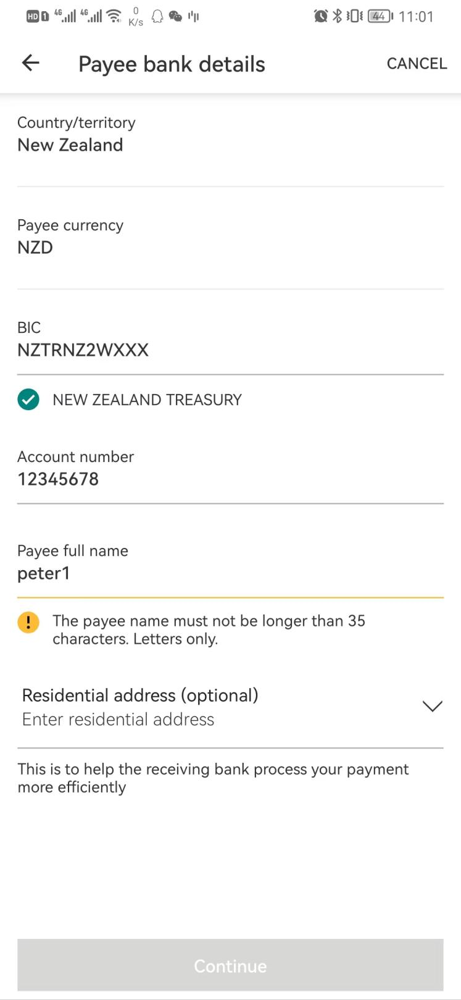 HD 1 4G 4G 0 K/s 44 11:01
Payee bank details CANCEL
Country/territory
New Zealand
Payee currency
NZD
BIC
NZTRNZ2WXXX
NEW ZEALAND TREASURY
Account number
12345678
Payee full name
peter1
The payee name must not be longer than 35
characters. Letters only.
Residential address (optional)
Enter residential address
This is to help the receiving bank process your payment
more efficiently
Continue